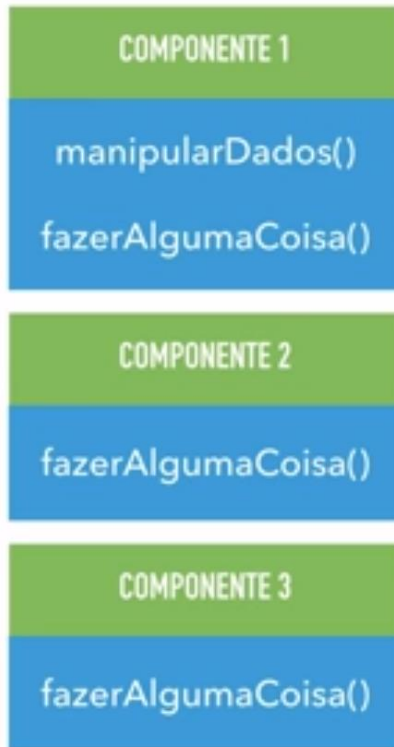 COMPONENTE 1
manipularDados()
fazerAlgumaCoisa()
COMPONENTE 2
fazerAlgumaCoisa()
COMPONENTE 3
fazerAlgumaCoisa()